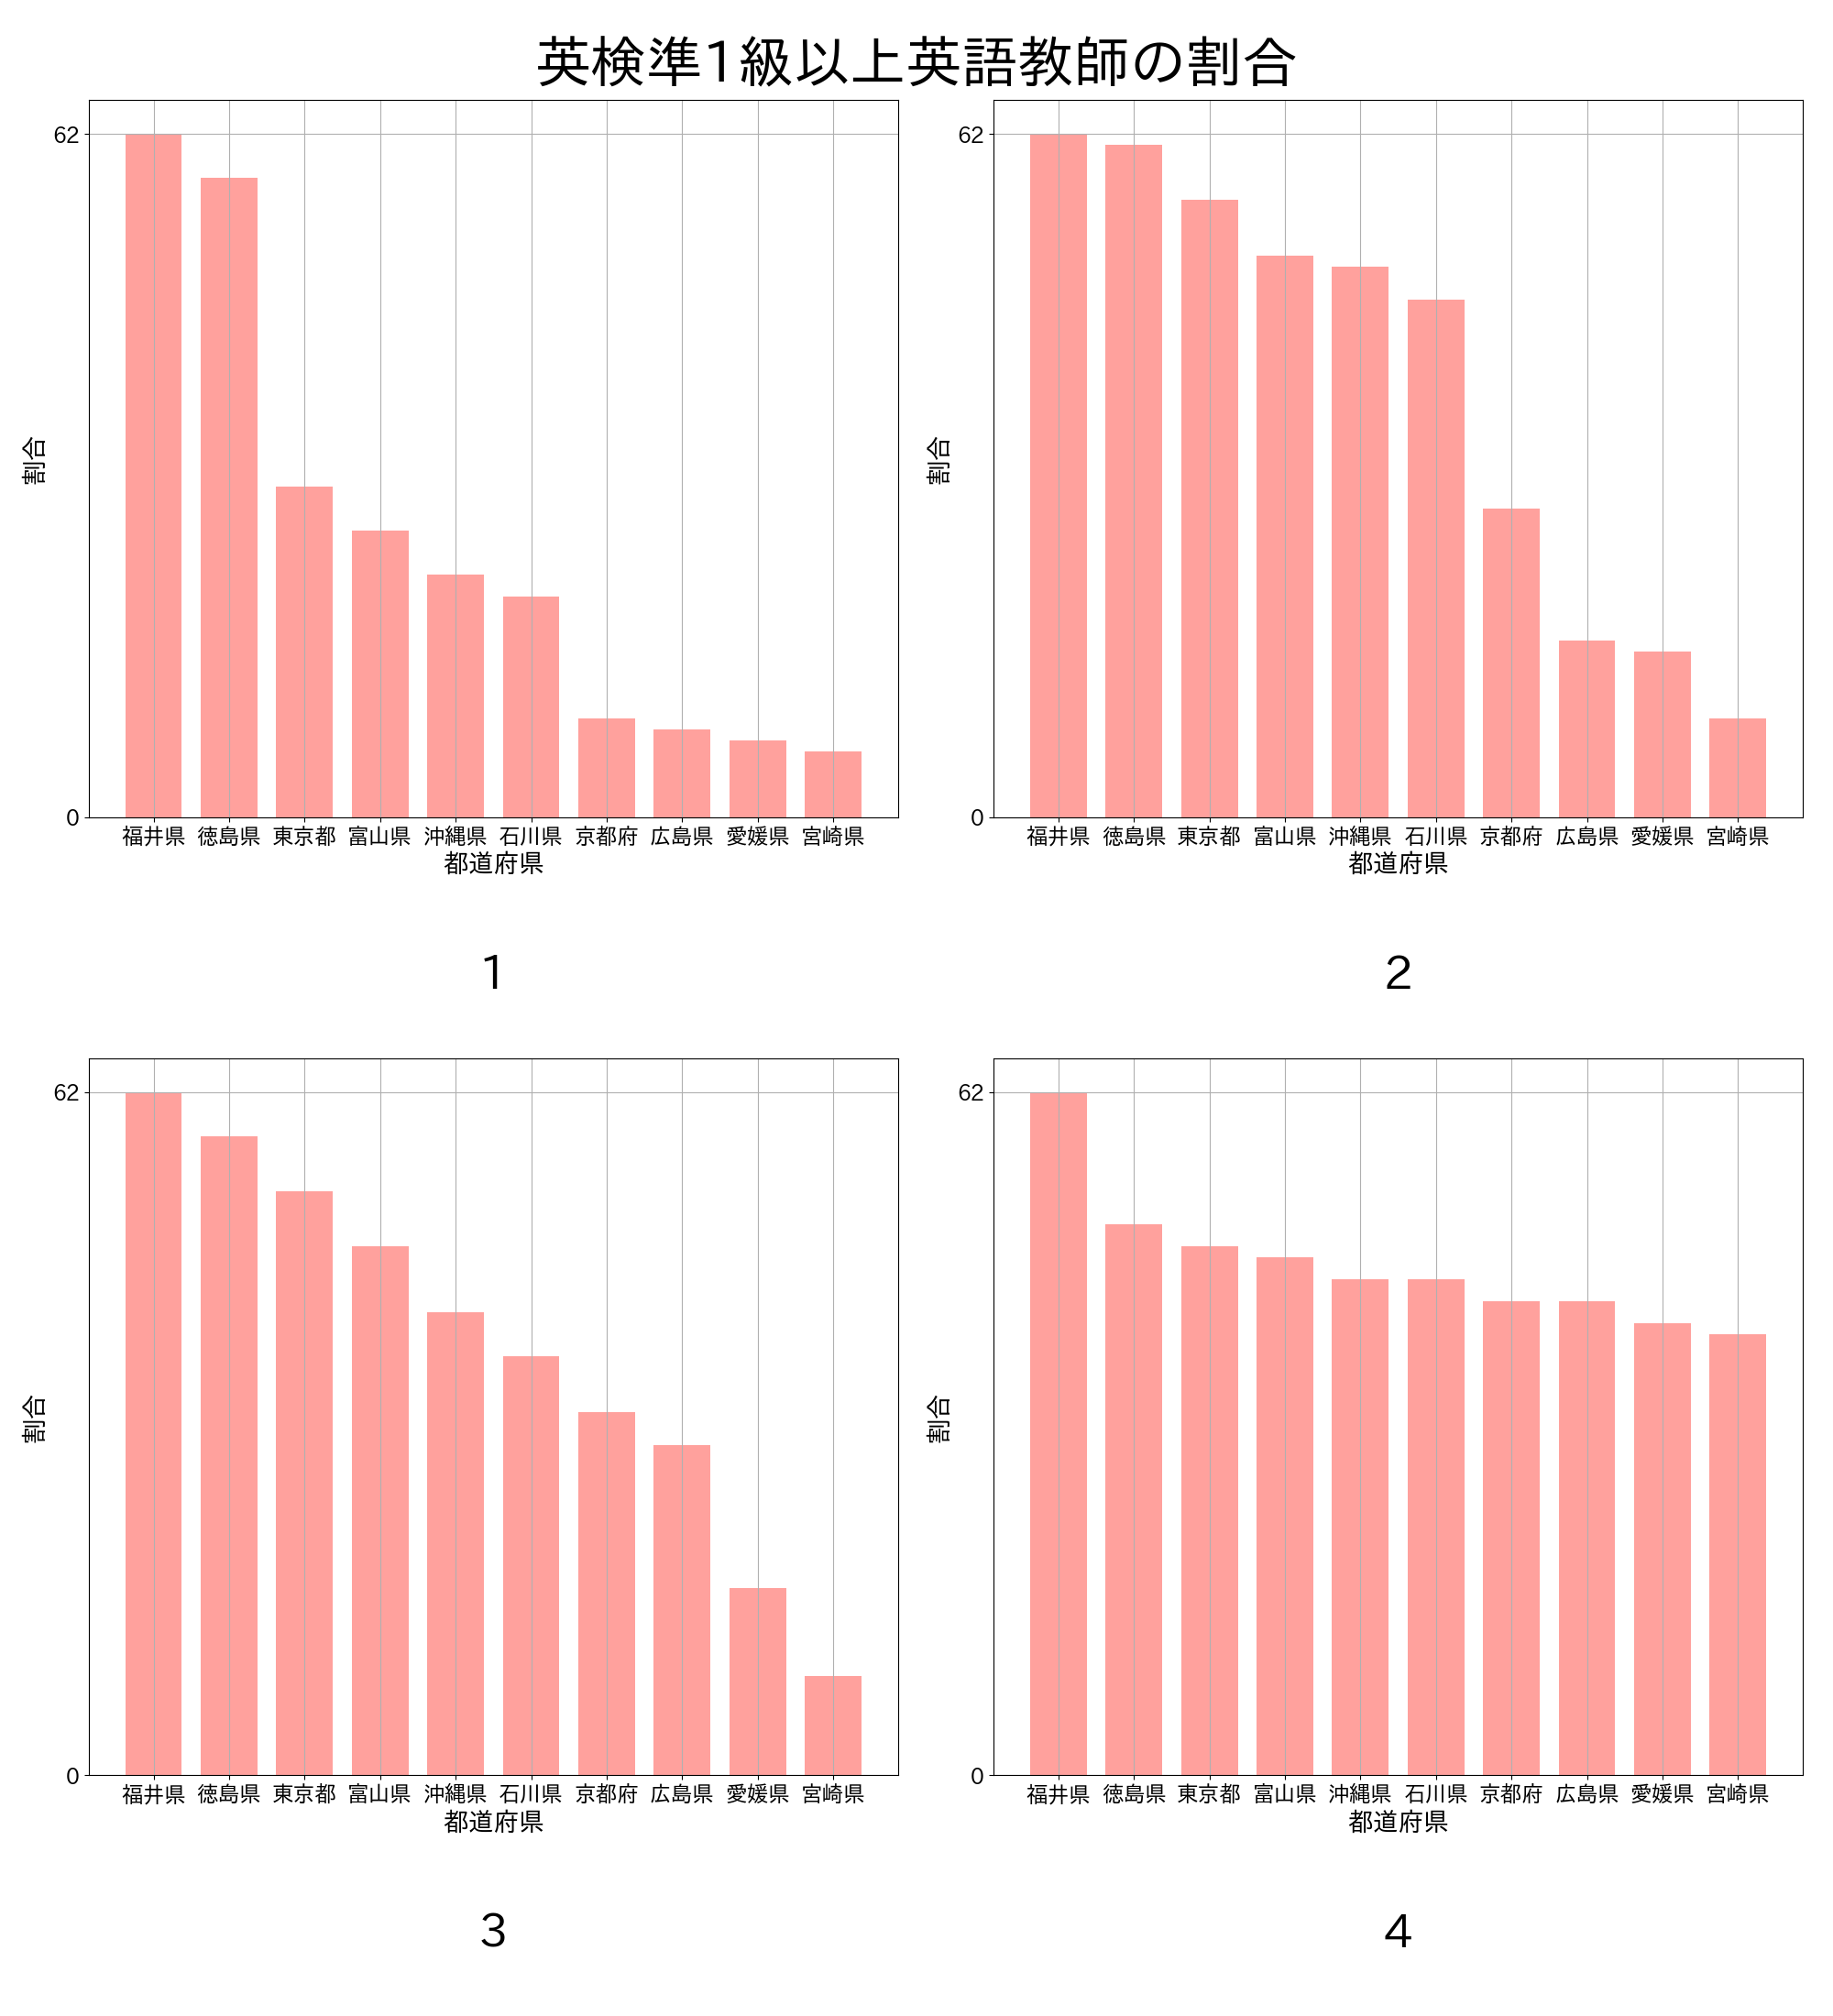 英検準1級以上英語教師の割合
62
0
割合
福井県 徳島県 東京都 富山県 沖縄県 石川県 京都府 広島県 愛媛県 宮崎県
都道府県
1
62
0
割合
福井県 徳島県 東京都 富山県 沖縄県 石川県 京都府 広島県 愛媛県 宮崎県
都道府県
2
62
0
割合
福井県 徳島県 東京都 富山県 沖縄県 石川県 京都府 広島県 愛媛県 宮崎県
都道府県
3
62
0
割合
福井県 徳島県 東京都 富山県 沖縄県 石川県 京都府 広島県 愛媛県 宮崎県
都道府県
4